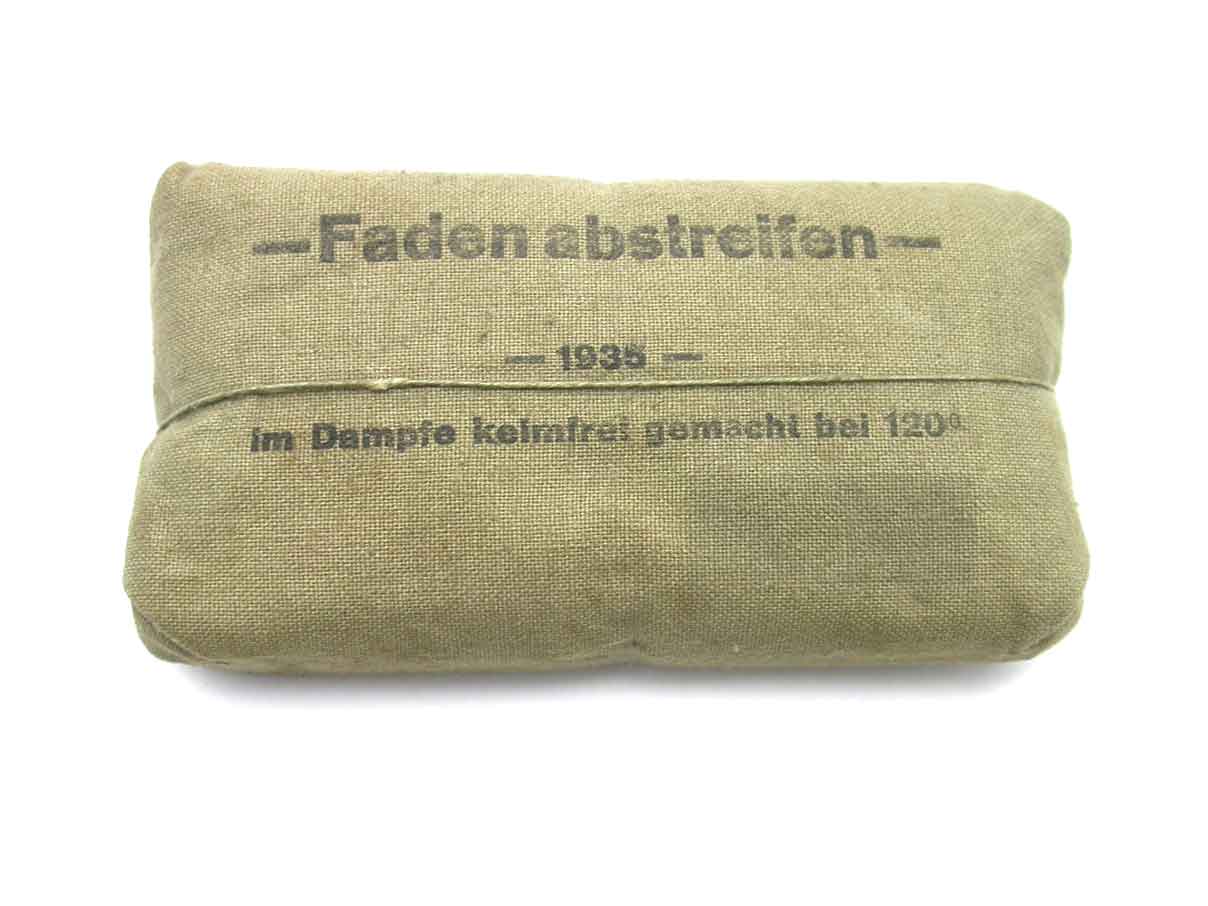 —Faden abstreifen—
— 1935 —
im Dampfe keimfrei gemacht bei 120°